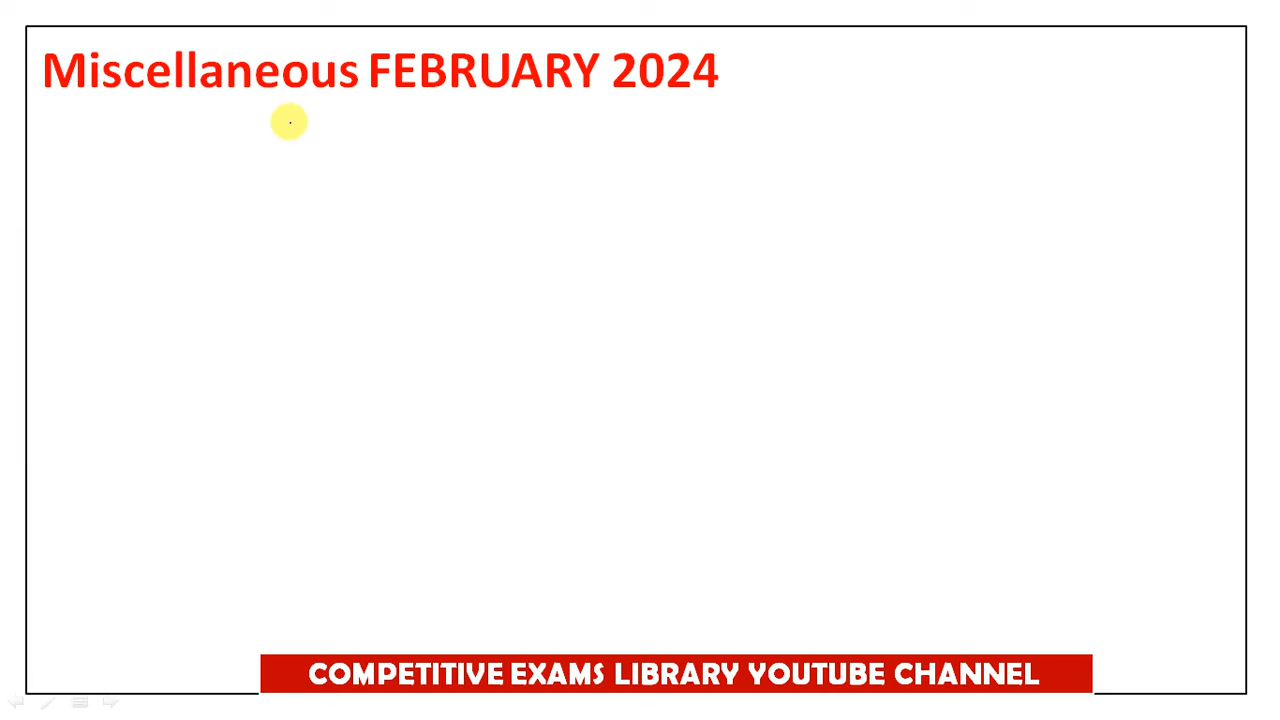 Miscellaneous FEBRUARY 2024
COMPETITIVE EXAMS LIBRARY YOUTUBE CHANNEL